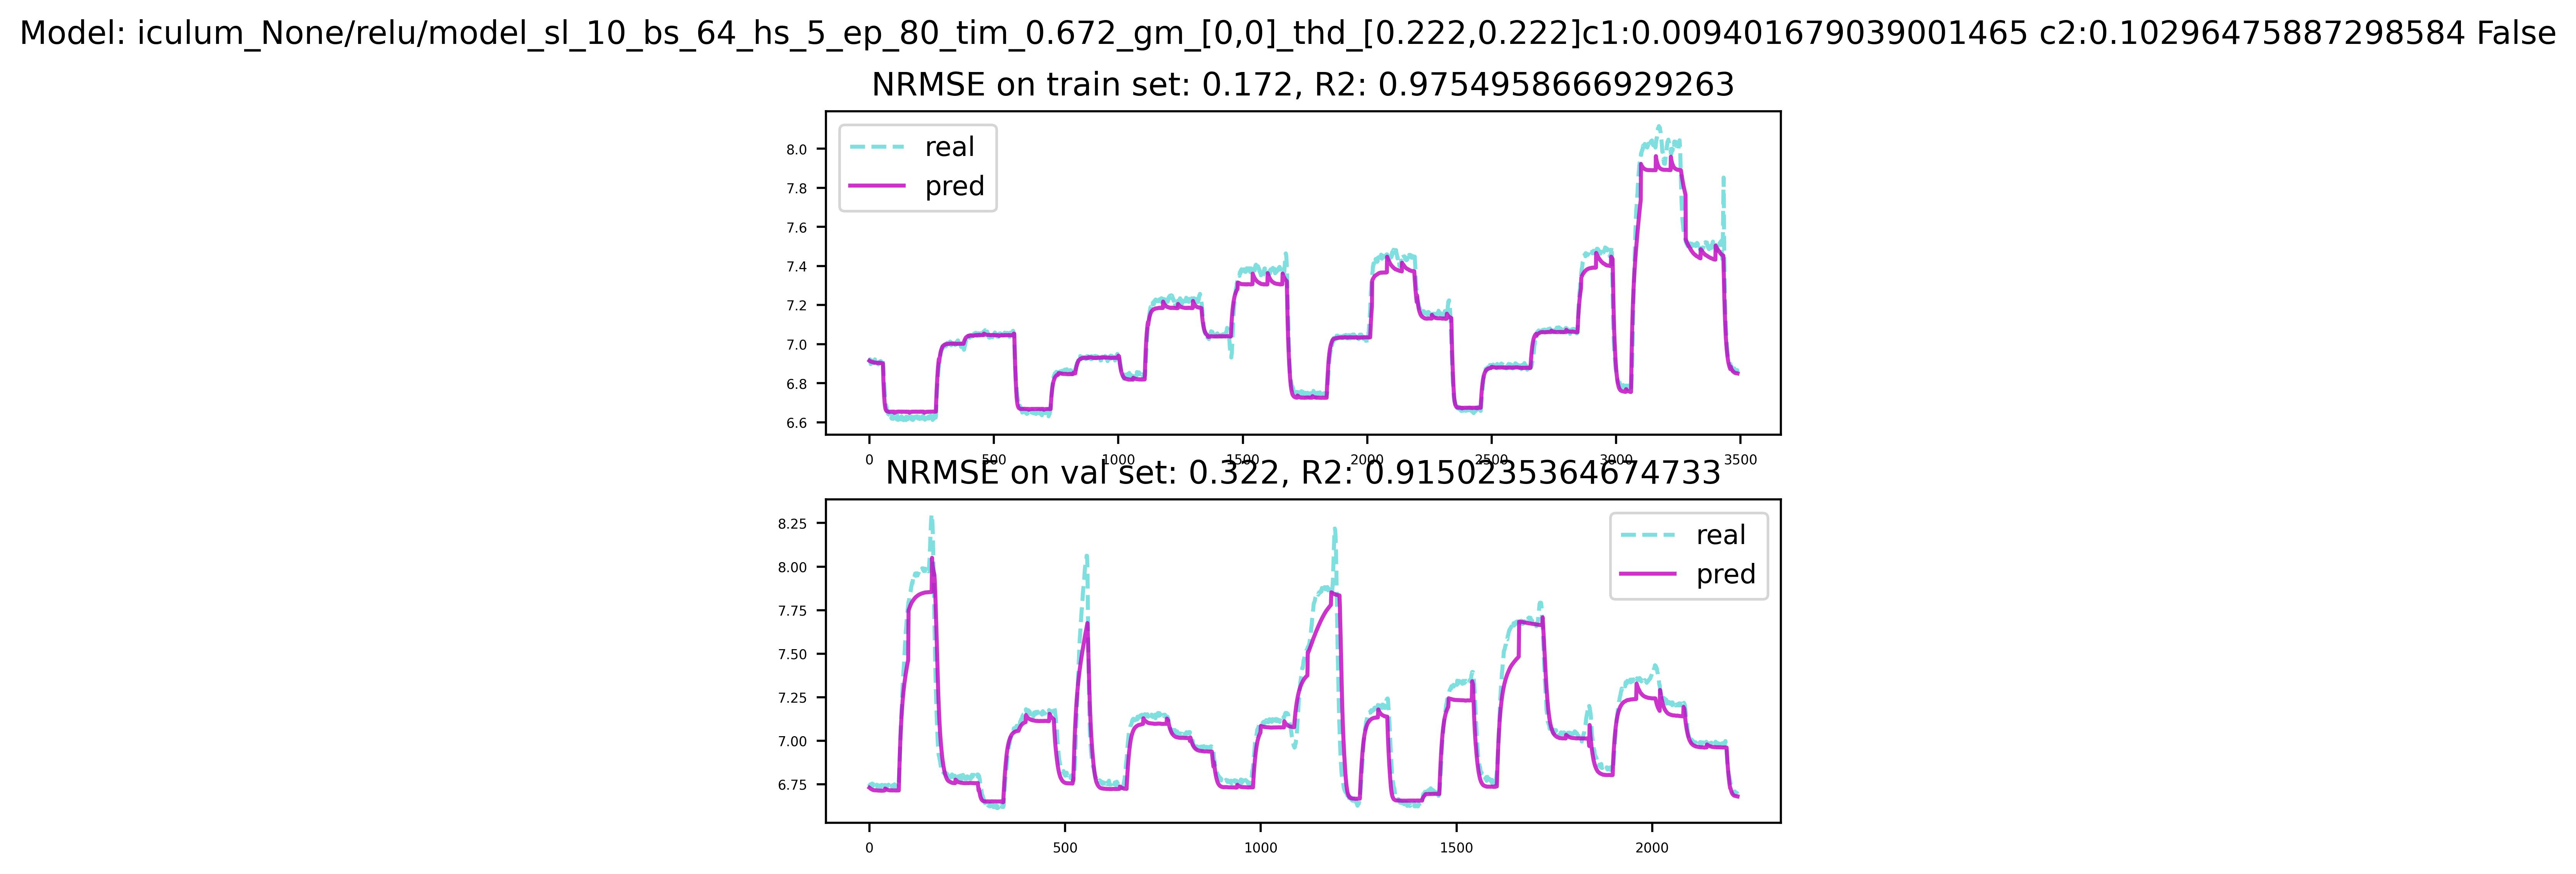 Model: iculum_None/relu/model_sl_10_bs_64_hs_5_ep_80_tim_0.672_gm_[0,0]_thd_[0.222,0.222]c1:0.009401679039001465 c2:0.10296475887298584 False
NRMSE on train set: 0.172, R2: 0.9754958666929263
real
pred
8.0
7.8
7.6
7.4
7.2
7.0
6.8
6.6
0 500 1000 1500 2000 2500 3000 3500
NRMSE on val set: 0.322, R2: 0.9150235364674733
real
pred
8.25
8.00
7.75
7.50
7.25
7.00
6.75
0 500 1000 1500 2000